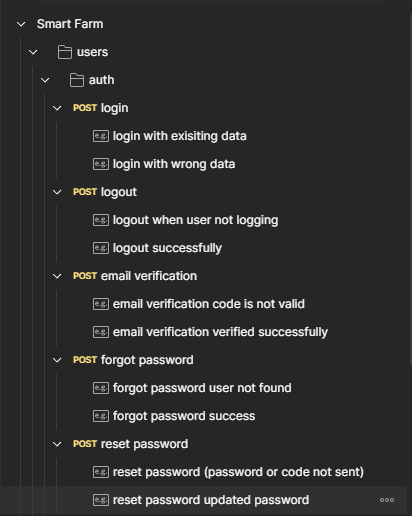 Smart Farm
users
auth
POST login
e.g. login with exisiting data
e.g. login with wrong data
POST logout
e.g. logout when user not logging
e.g. logout successfully
POST email verification
e.g. email verification code is not valid
e.g. email verification verified successfully
POST forgot password
e.g. forgot password user not found
e.g. forgot password success
POST reset password
e.g. reset password (password or code not sent)
e.g. reset password updated password